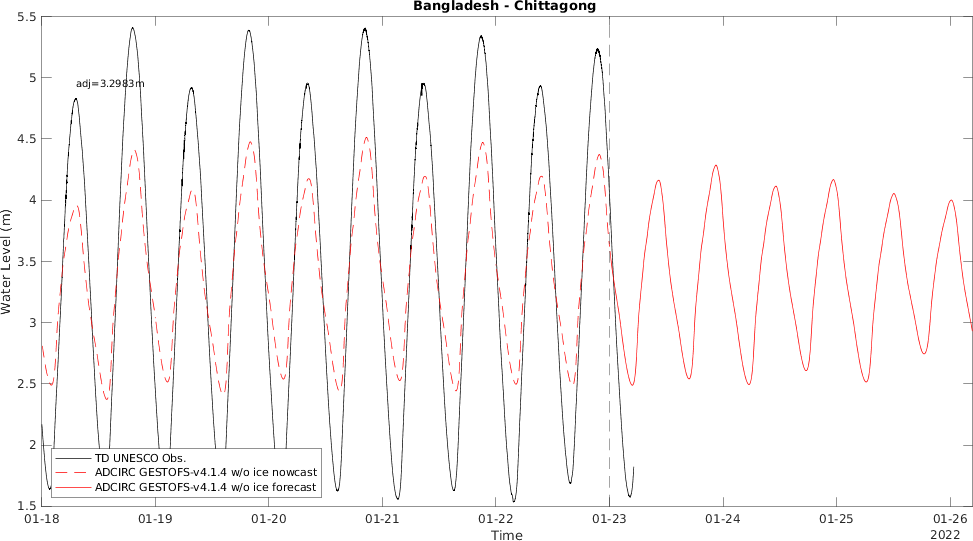 Bangladesh - Chittagong
5.5
5
4.5
4
3.5
3
2.5
2
1.5
Water Level (m)
adj=3.2983m
TD UNESCO Obs.
ADCIRC GESTOFS-v4.1.4 w/o ice nowcast
ADCIRC GESTOFS-v4.1.4 w/o ice forecast
01-18 01-19 01-20 01-21 01-22 01-23 01-24 01-25 01-26
Time
2022